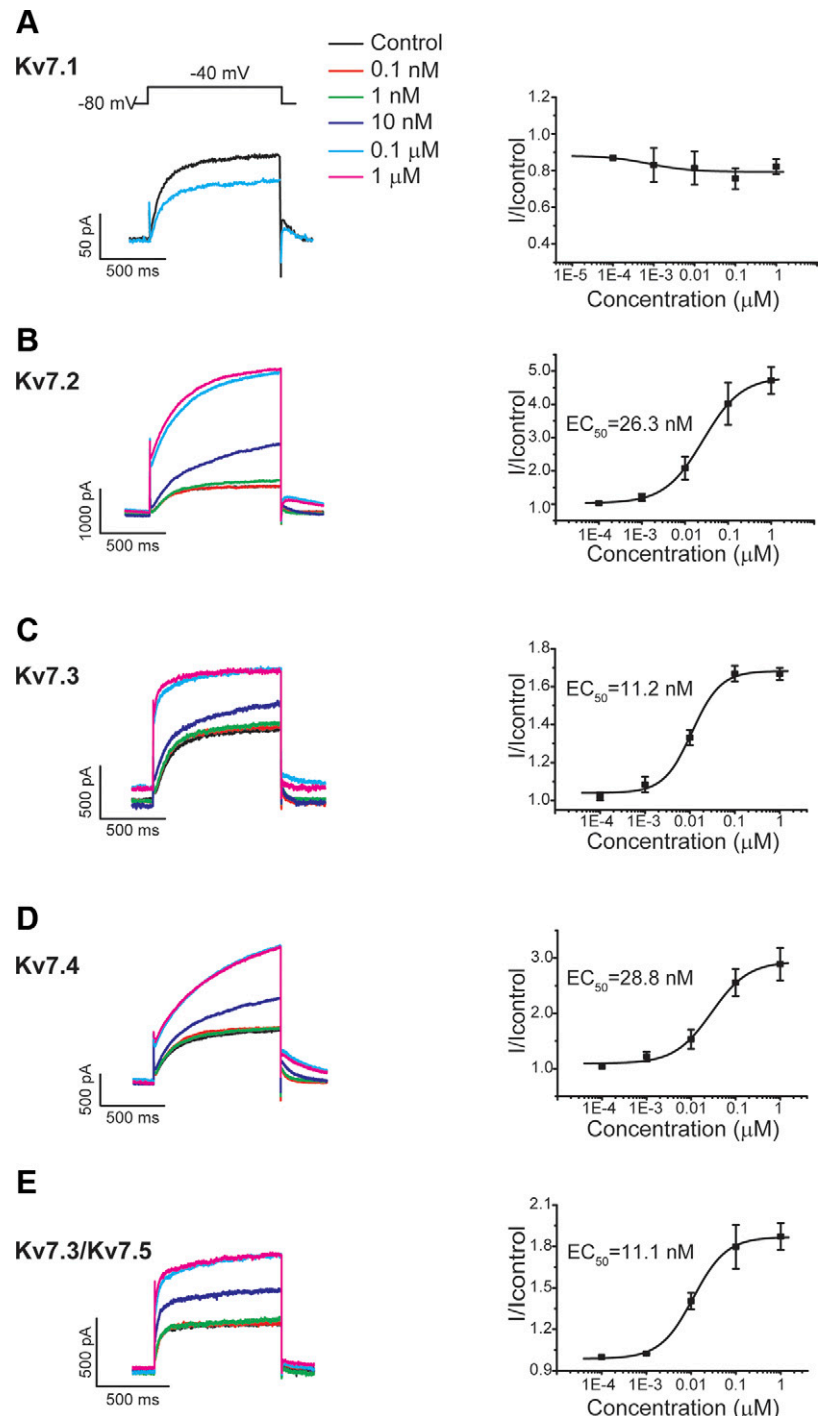 A
Kv7.1
-40 mV
-80 mV
Control
0.1 nM
1 nM
10 nM
0.1 μM
1 μM
50 pA
500 ms
I/Icontrol
1.2
1.0
0.8
0.6
0.4
1E-5 1E-4 1E-3 0.01 0.1 1
Concentration (μM)
B
Kv7.2
1000 pA
500 ms
I/Icontrol
5.0
4.0
3.0
2.0
1.0
EC50=26.3 nM
1E-4 1E-3 0.01 0.1 1
Concentration (μM)
C
Kv7.3
500 pA
500 ms
I/Icontrol
1.8
1.6
1.4
1.2
1.0
EC50=11.2 nM
1E-4 1E-3 0.01 0.1 1
Concentration (μM)
D
Kv7.4
500 pA
500 ms
I/Icontrol
3.0
2.0
1.0
EC50=28.8 nM
1E-4 1E-3 0.01 0.1 1
Concentration (μM)
E
Kv7.3/Kv7.5
500 pA
500 ms
I/Icontrol
2.1
1.8
1.5
1.2
0.9
EC50=11.1 nM
1E-4 1E-3 0.01 0.1 1
Concentration (μM)